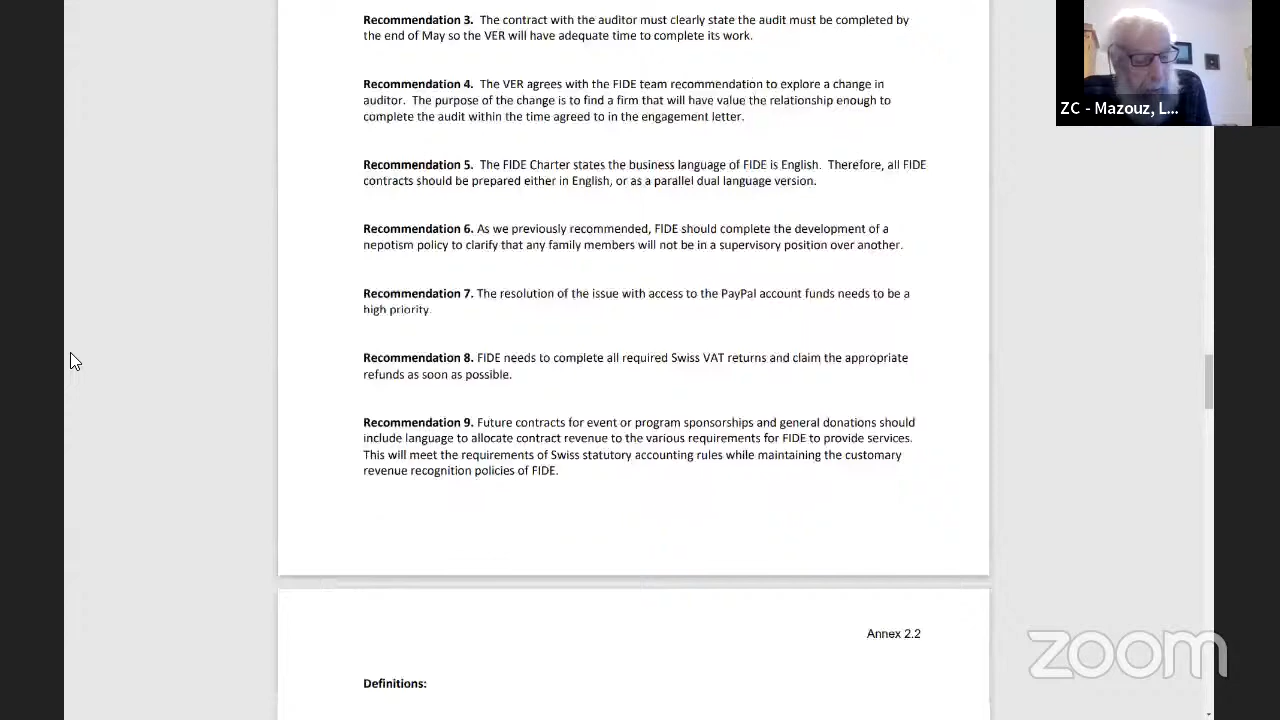 Recommendation 3. The contract with the auditor must clearly state the audit must be completed by
the end of May so the VER will have adequate time to complete its work.
Recommendation 4. The VER agrees with the FIDE team recommendation to explore a change in
auditor. The purpose of the change is to find a firm that will have value the relationship enough to
complete the audit within the time agreed to in the engagement letter.
Recommendation 5. The FIDE Charter states the business language of FIDE is English. Therefore, all FIDE
contracts should be prepared either in English, or as a parallel dual language version.
Recommendation 6. As we previously recommended, FIDE should complete the development of a
nepotism policy to clarify that any family members will not be in a supervisory position over another.
Recommendation 7. The resolution of the issue with access to the PayPal account funds needs to be a
high priority.
Recommendation 8. FIDE needs to complete all required Swiss VAT returns and claim the appropriate
refunds as soon as possible.
Recommendation 9. Future contracts for event or program sponsorships and general donations should
include language to allocate contract revenue to the various requirements for FIDE to provide services.
This will meet the requirements of Swiss statutory accounting rules while maintaining the customary
revenue recognition policies of FIDE.
Annex 2.2
Definitions:
ZC - Mazouz, L...
zoom